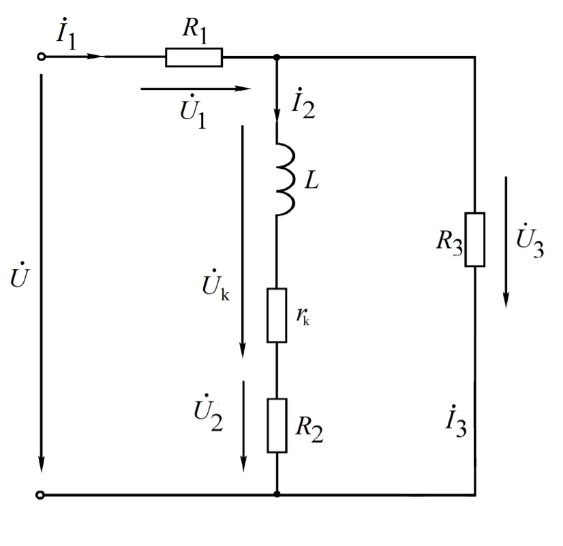 İ₁
R₁
U̇₁
İ₂
L
U̇
U̇ₖ
rₖ
R₃
U̇₃
U̇₂
R₂
İ₃